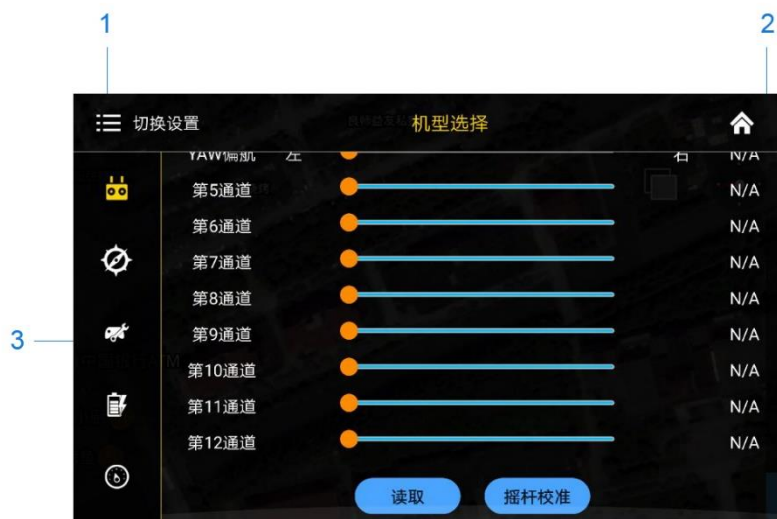 1
2
切换设置
机型选择
YAW偏航 左 右 N/A
第5通道 N/A
第6通道 N/A
第7通道 N/A
第8通道 N/A
3
第9通道 N/A
第10通道 N/A
第11通道 N/A
第12通道 N/A
读取 摇杆校准